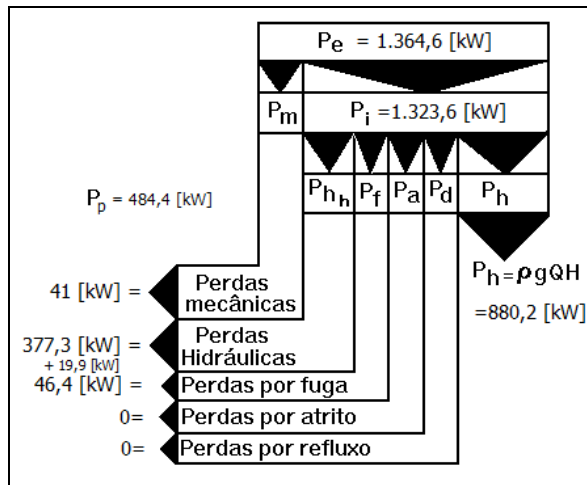 Pe = 1.364,6 [kW]
Pm
Pi =1.323,6 [kW]
Phh
Pf
Pa
Pd
Ph
Pp = 484,4 [kW]
Ph=ρgQH
=880,2 [kW]
41 [kW] =
Perdas
mecânicas
377,3 [kW] =
+ 19,9 [kW]
Perdas
Hidráulicas
46,4 [kW] =
Perdas por fuga
0=
Perdas por atrito
0=
Perdas por refluxo